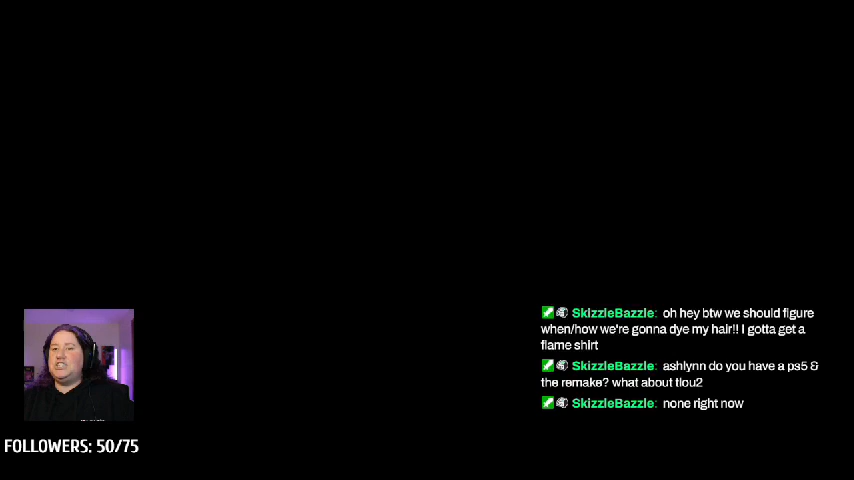 SkizzleBazzle: oh hey btw we should figure
when/how we're gonna dye my hair!! I gotta get a
flame shirt
SkizzleBazzle: ashlynn do you have a ps5 &
the remake? what about tlou2
SkizzleBazzle: none right now
FOLLOWERS: 50/75